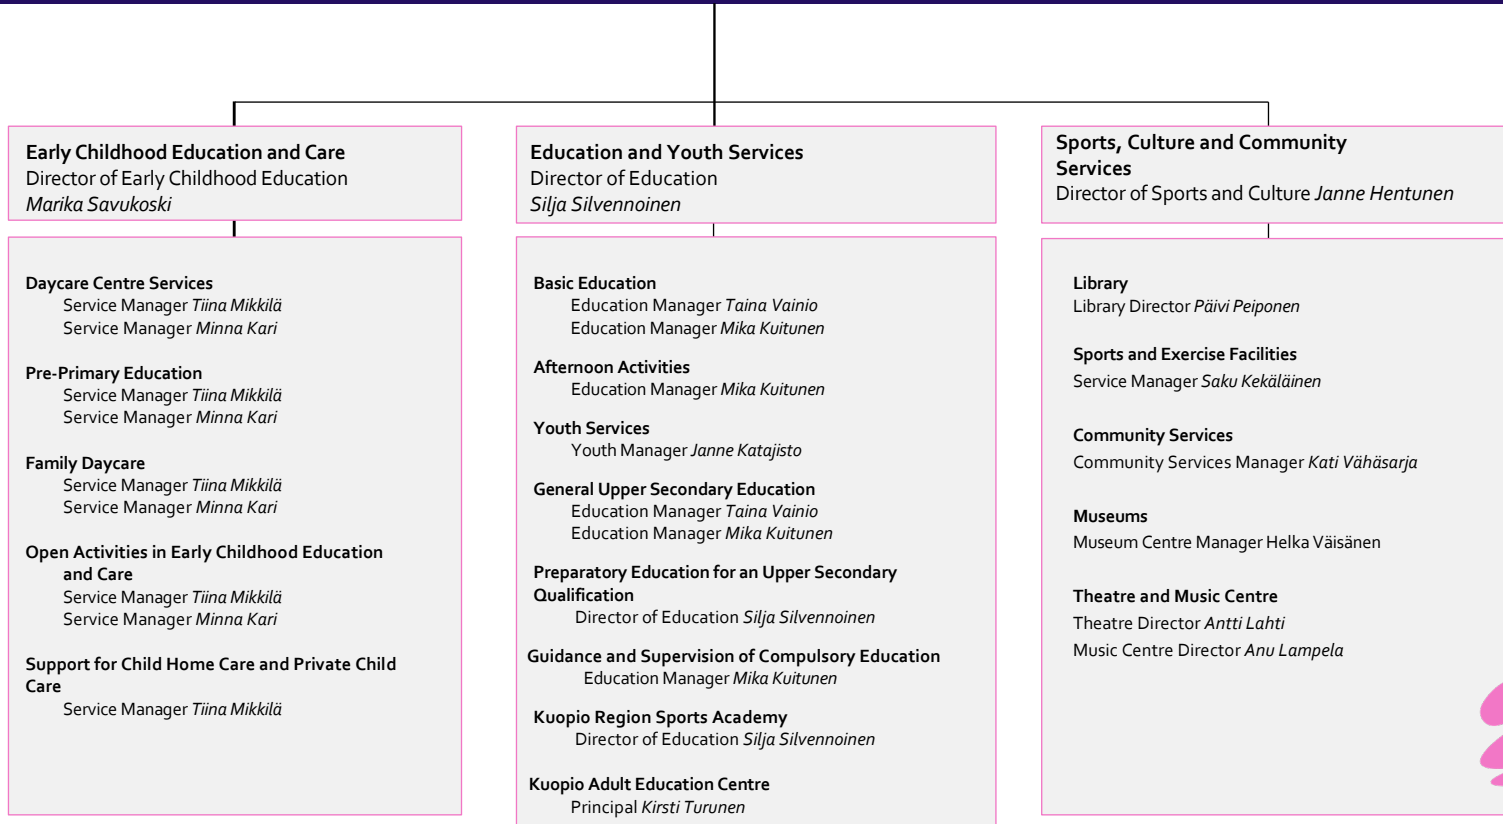 Early Childhood Education and Care
Director of Early Childhood Education
Marika Savukoski
Daycare Centre Services
Service Manager Tiina Mikkilä
Service Manager Minna Kari
Pre-Primary Education
Service Manager Tiina Mikkilä
Service Manager Minna Kari
Family Daycare
Service Manager Tiina Mikkilä
Service Manager Minna Kari
Open Activities in Early Childhood Education
and Care
Service Manager Tiina Mikkilä
Service Manager Minna Kari
Support for Child Home Care and Private Child
Care
Service Manager Tiina Mikkilä
Education and Youth Services
Director of Education
Silja Silvennoinen
Basic Education
Education Manager Taina Vainio
Education Manager Mika Kuitunen
Afternoon Activities
Education Manager Mika Kuitunen
Youth Services
Youth Manager Janne Katajisto
General Upper Secondary Education
Education Manager Taina Vainio
Education Manager Mika Kuitunen
Preparatory Education for an Upper Secondary
Qualification
Director of Education Silja Silvennoinen
Guidance and Supervision of Compulsory Education
Education Manager Mika Kuitunen
Kuopio Region Sports Academy
Director of Education Silja Silvennoinen
Kuopio Adult Education Centre
Principal Kirsti Turunen
Sports, Culture and Community
Services
Director of Sports and Culture Janne Hentunen
Library
Library Director Päivi Peiponen
Sports and Exercise Facilities
Service Manager Saku Kekäläinen
Community Services
Community Services Manager Kati Vähäsarja
Museums
Museum Centre Manager Helka Väisänen
Theatre and Music Centre
Theatre Director Antti Lahti
Music Centre Director Anu Lampela